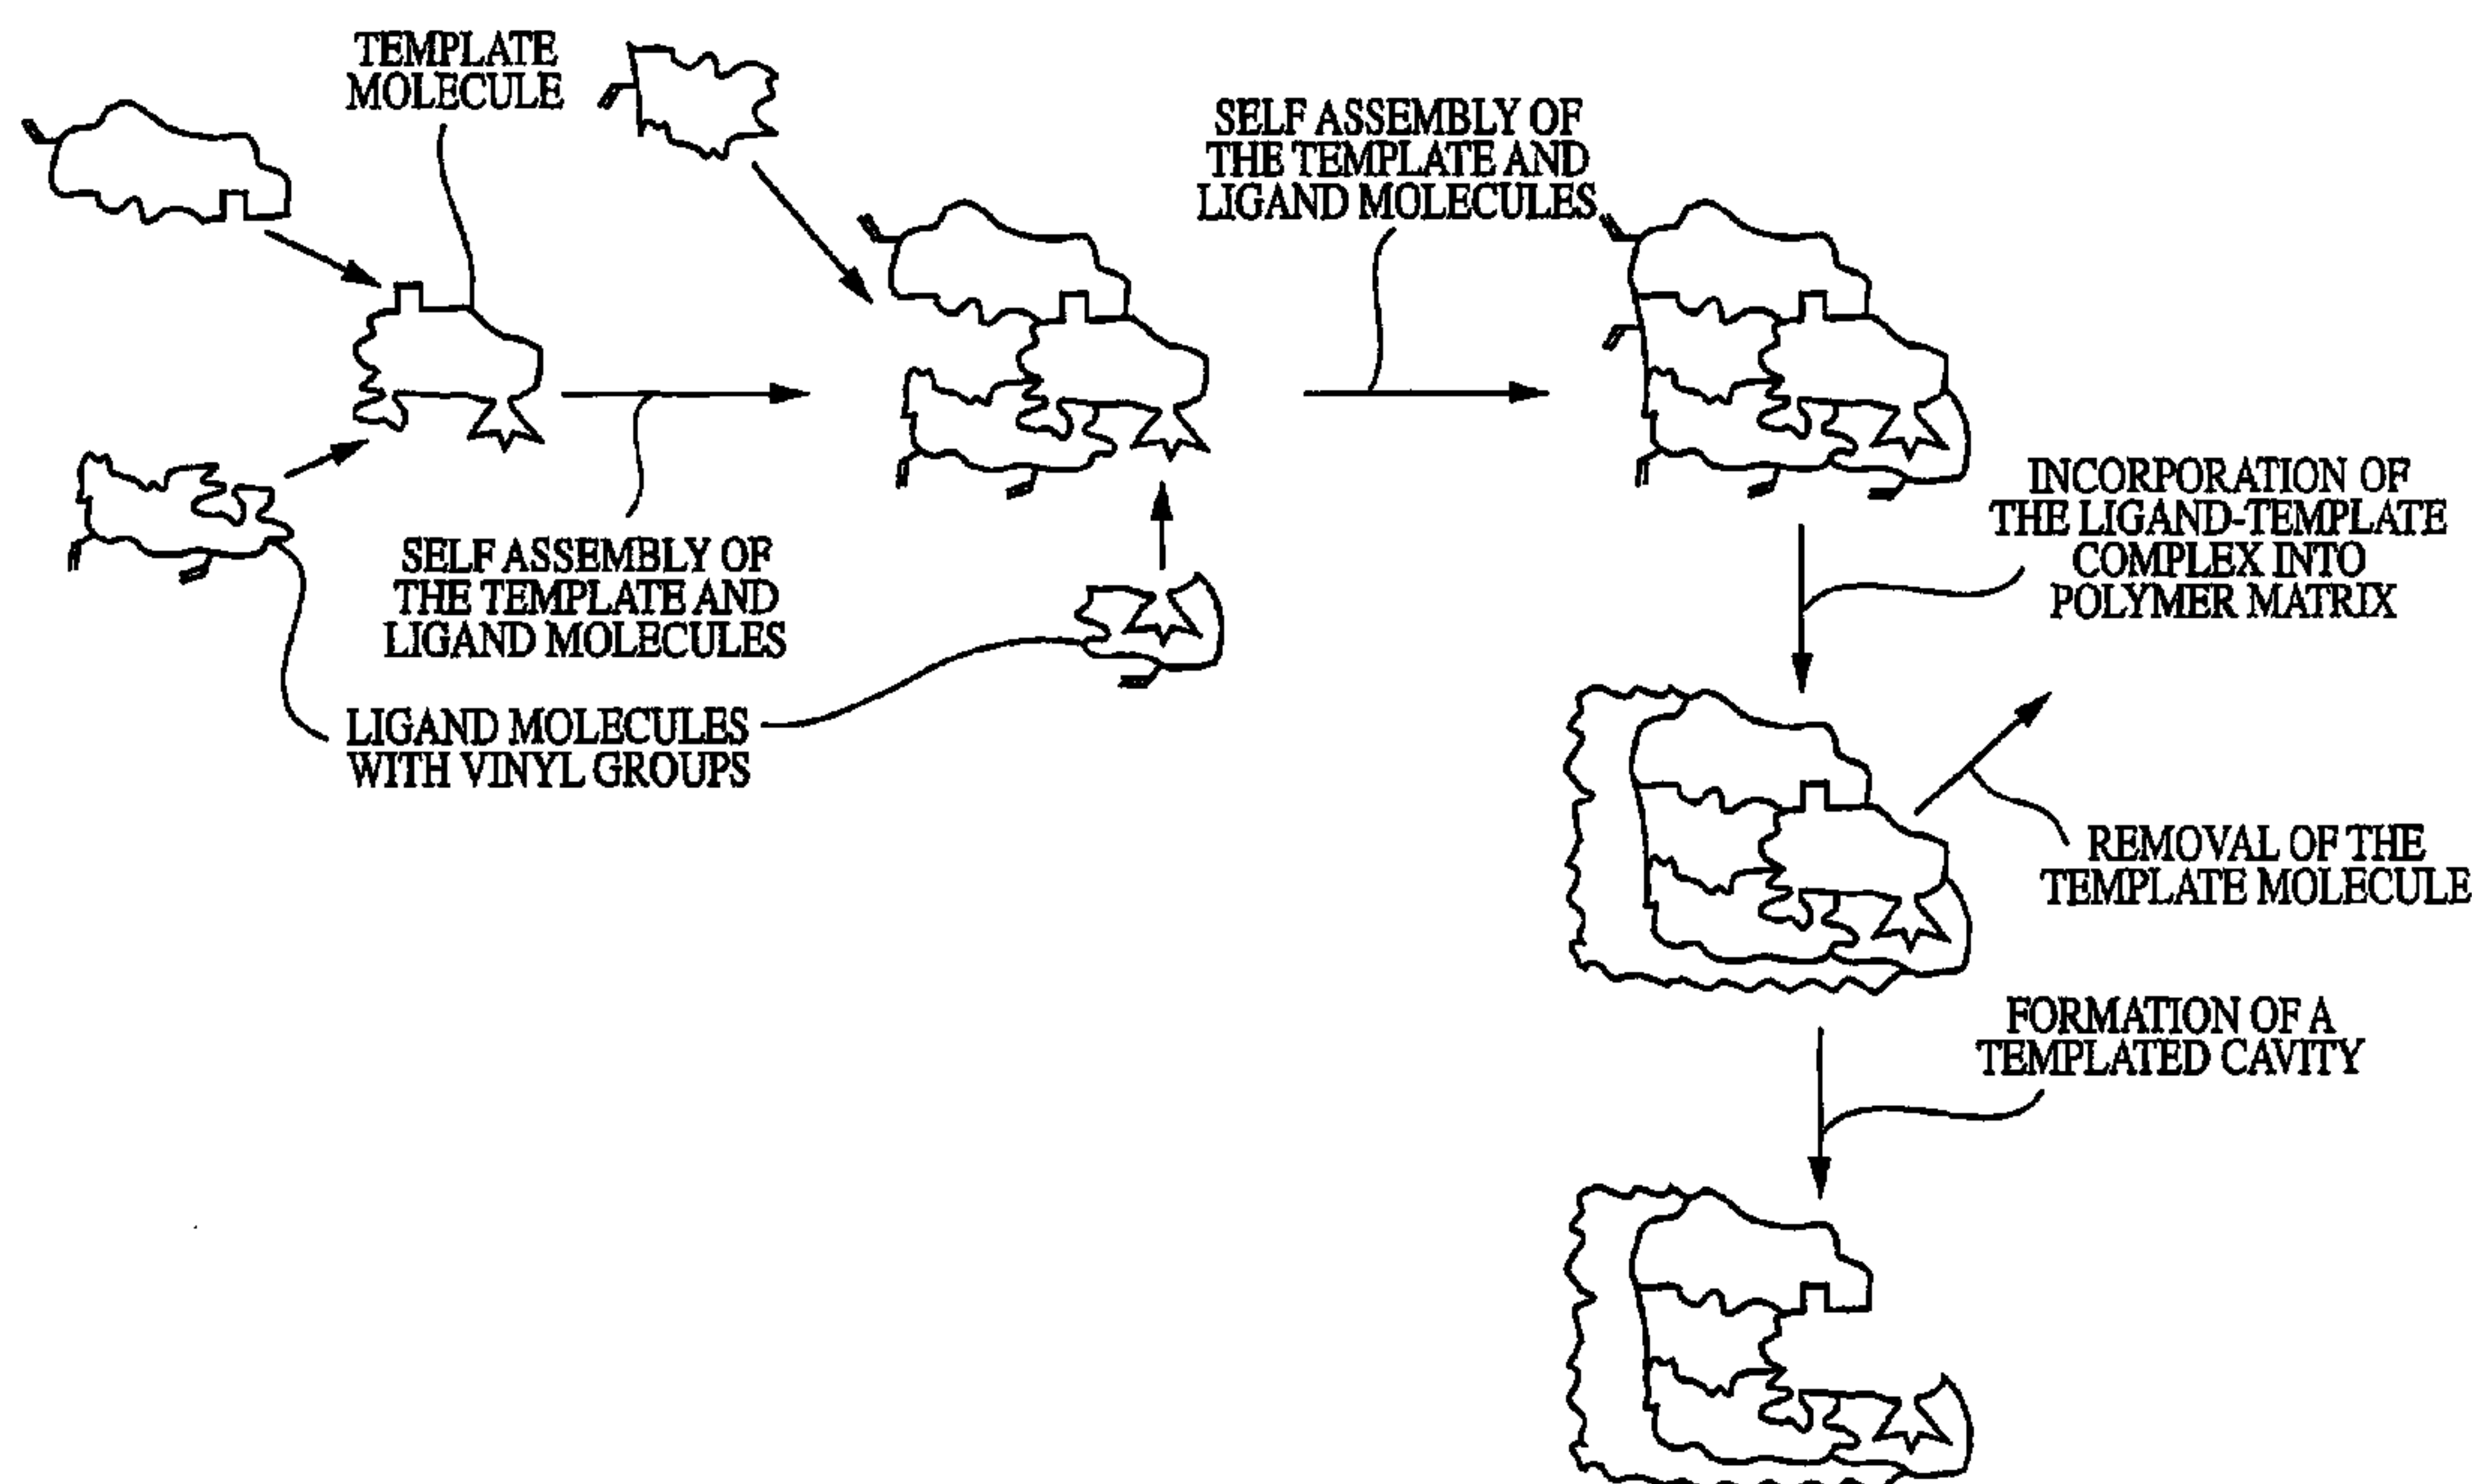 TEMPLATE
MOLECULE
SELF ASSEMBLY OF
THE TEMPLATE AND
LIGAND MOLECULES
SELF ASSEMBLY OF
THE TEMPLATE AND
LIGAND MOLECULES
LIGAND MOLECULES
WITH VINYL GROUPS
INCORPORATION OF
THE LIGAND-TEMPLATE
COMPLEX INTO
POLYMER MATRIX
REMOVAL OF THE
TEMPLATE MOLECULE
FORMATION OF A
TEMPLATED CAVITY